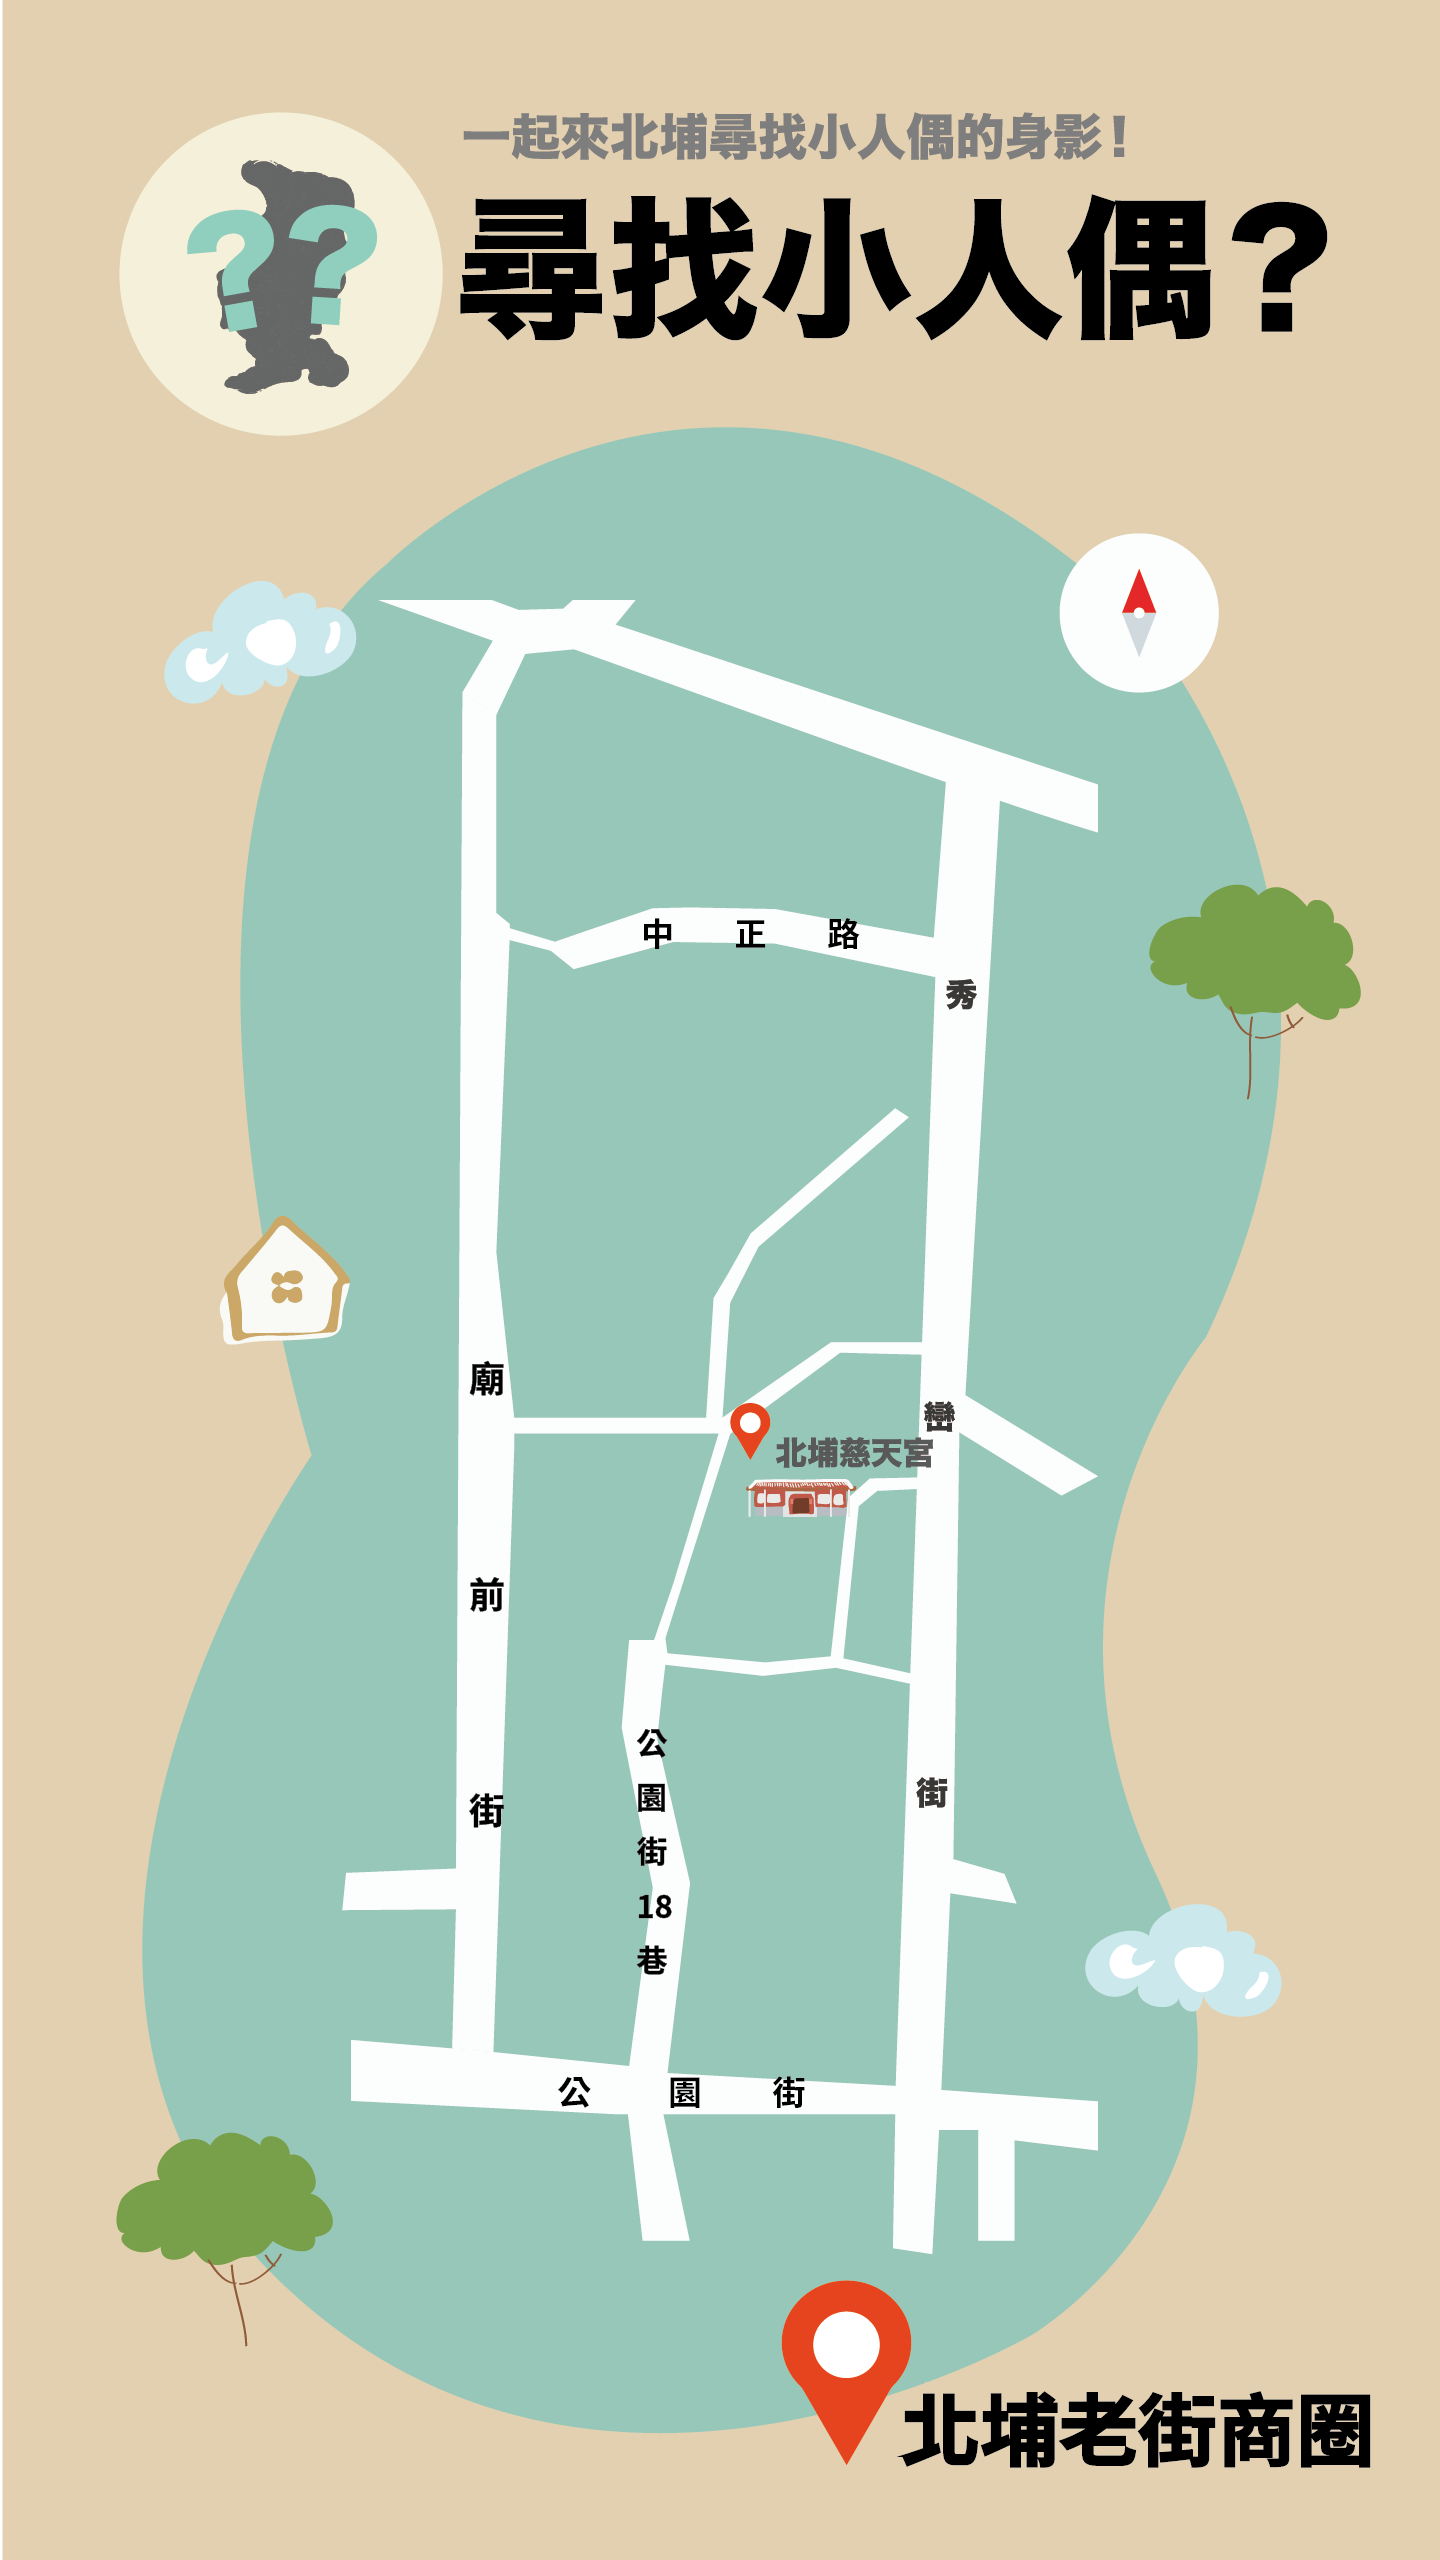 一起來北埔尋找小人偶的身影！
尋找小人偶？
中正路
秀巒街
北埔慈天宮
廟前街
公園街18巷
公園街
北埔老街商圈